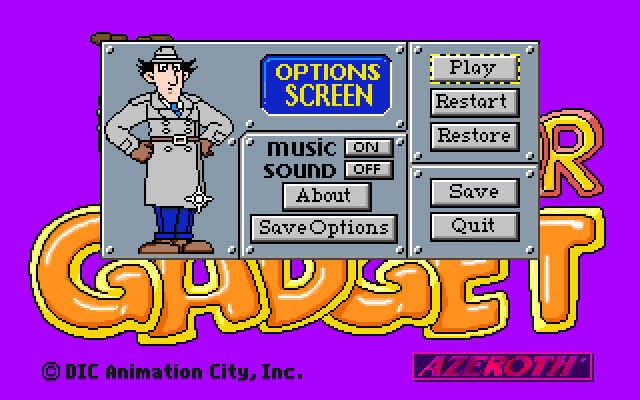 OPTIONS
SCREEN
music ON
sound OFF
About
Save Options
Play
Restart
Restore
Save
Quit
R
GADGET
© DIC Animation City, Inc.
AZEROTH